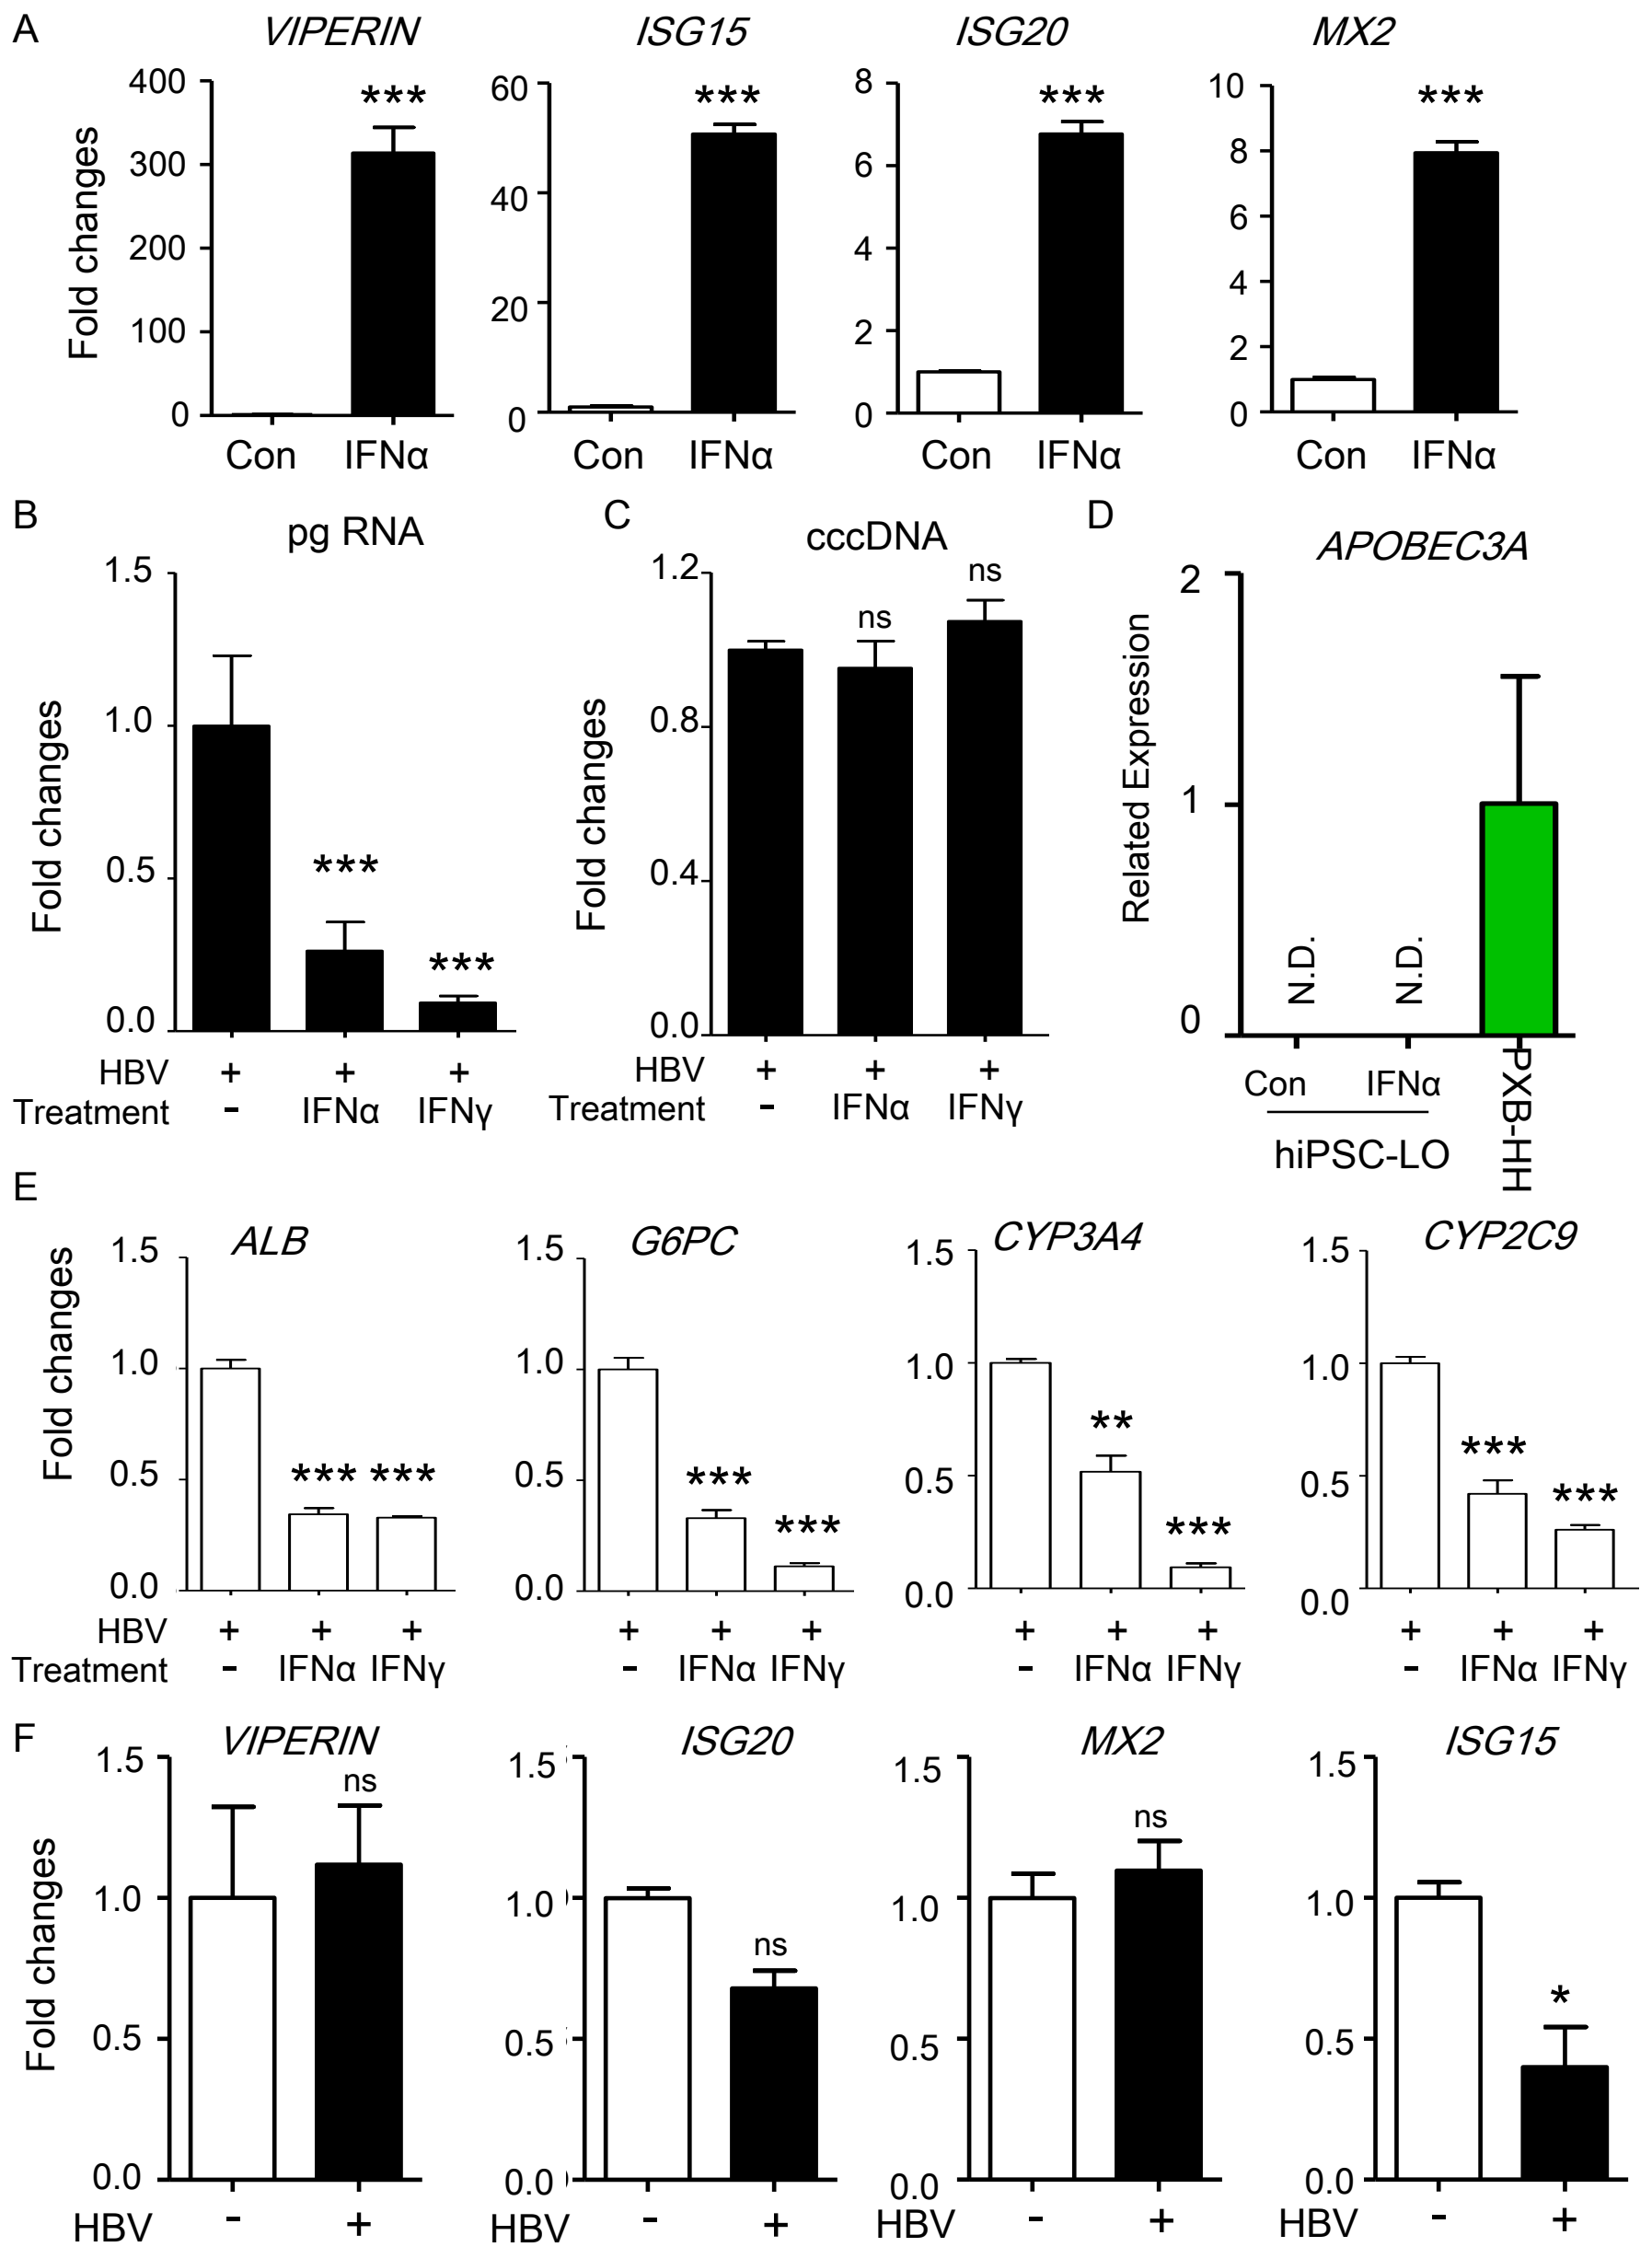 A
VIPERIN
ISG15
ISG20
MX2
Fold changes
400
300
200
100
0
Con
IFNα
***
60
40
20
0
Con
IFNα
***
8
6
4
2
0
Con
IFNα
***
10
8
6
4
2
0
Con
IFNα
***
B
pg RNA
Fold changes
1.5
1.0
0.5
0.0
***
***
HBV + + +
Treatment - IFNα IFNγ
C
cccDNA
Fold changes
1.2
0.8
0.4
0.0
ns
ns
HBV + + +
Treatment - IFNα IFNγ
D
APOBEC3A
Related Expression
2
1
0
N.D.
N.D.
Con
IFNα
PXB-HH
hiPSC-LO
E
ALB
Fold changes
1.5
1.0
0.5
0.0
*** ***
HBV + + +
Treatment - IFNα IFNγ
G6PC
1.5
1.0
0.5
0.0
***
***
+ + +
- IFNα IFNγ
CYP3A4
1.5
1.0
0.5
0.0
**
***
+ + +
- IFNα IFNγ
CYP2C9
1.5
1.0
0.5
0.0
***
***
+ + +
- IFNα IFNγ
F
VIPERIN
Fold changes
1.5
1.0
0.5
0.0
ns
HBV - +
ISG20
1.5
1.0
0.5
0.0
ns
HBV - +
MX2
1.5
1.0
0.5
0.0
ns
HBV - +
ISG15
1.5
1.0
0.5
0.0
*
HBV - +